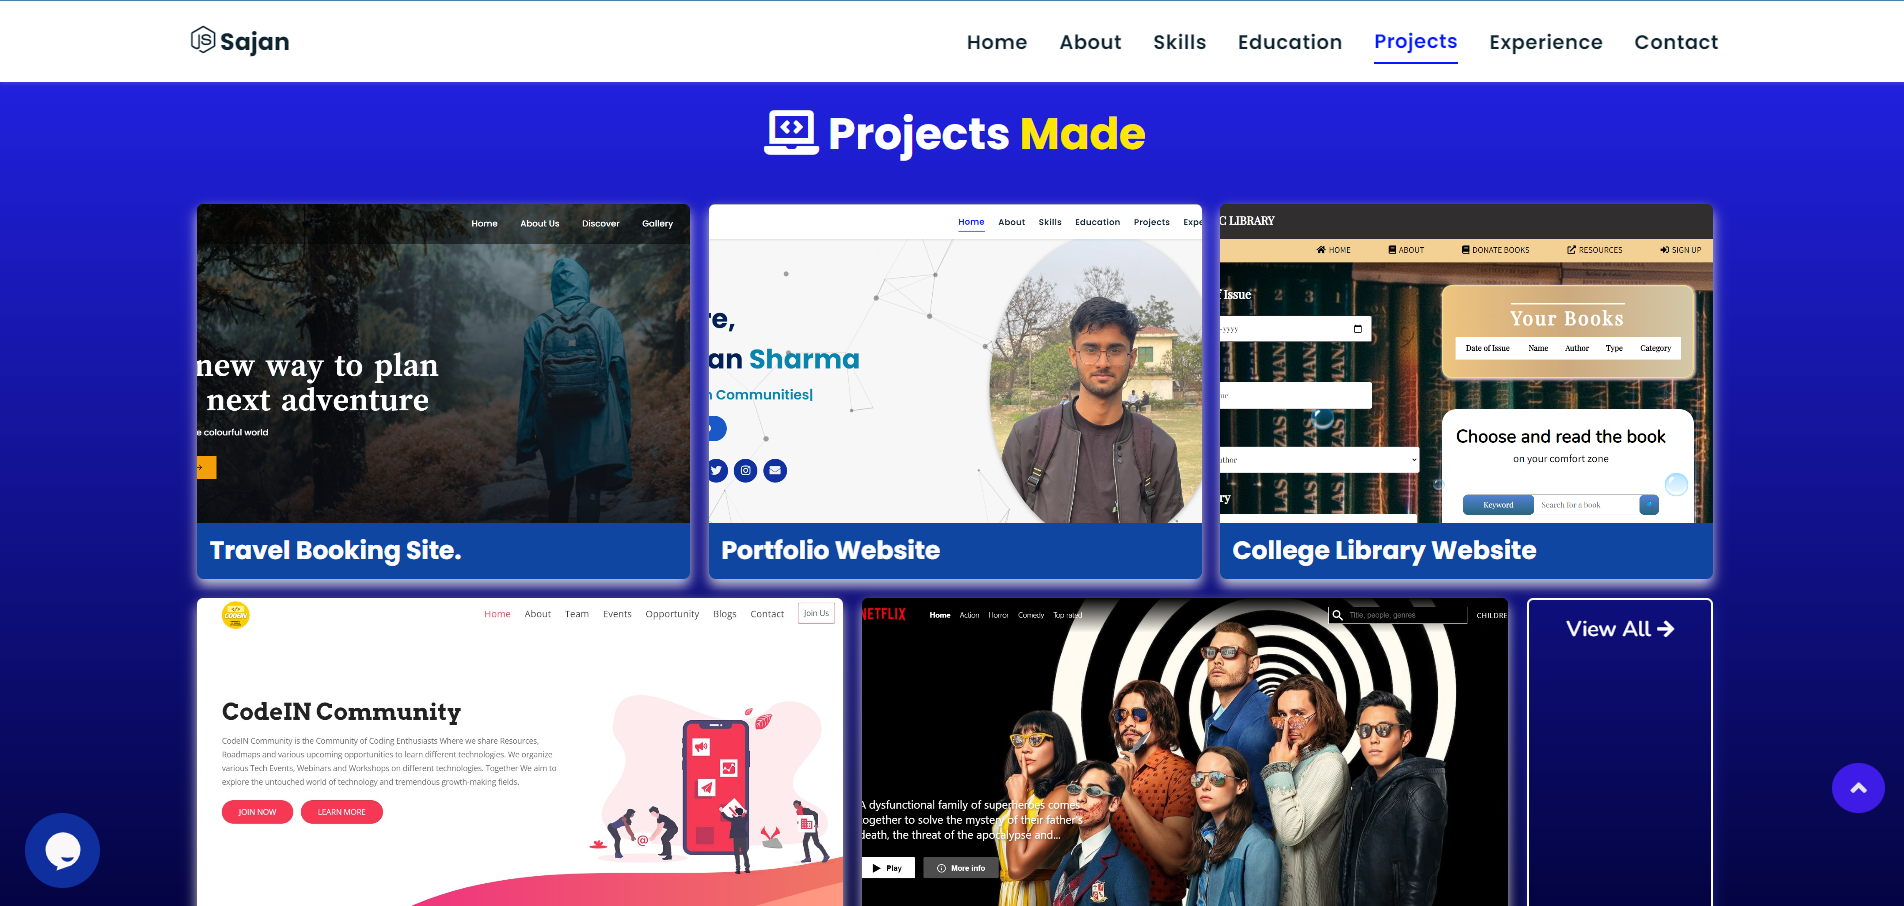 JS Sajan
Home About Skills Education Projects Experience Contact
Projects Made
Home About Us Discover Gallery
new way to plan
next adventure
e colourful world
Travel Booking Site.
Home About Skills Education Projects Expe
re,
an Sharma
n Communities|
Portfolio Website
C LIBRARY
HOME ABOUT DONATE BOOKS RESOURCES SIGN UP
f Issue
-yyyy
me
uthor
ry
Your Books
Date of Issue Name Author Type Category
Choose and read the book
on your comfort zone
Keyword Search for a book
College Library Website
Home About Team Events Opportunity Blogs Contact Join Us
CodeIN Community
CodeIN Community is the Community of Coding Enthusiasts Where we share Resources,
Roadmaps and various upcoming opportunities to learn different technologies. We organize
various Tech Events, Webinars and Workshops on different technologies. Together We aim to
explore the untouched world of technology and tremendous growth-making fields.
JOIN NOW LEARN MORE
NETFLIX Home Action Horror Comedy Top rated Title, people, genres CHILDRE
A dysfunctional family of superheroes comes
ogether to solve the mystery of their father's
death, the threat of the apocalypse and...
Play More info
View All